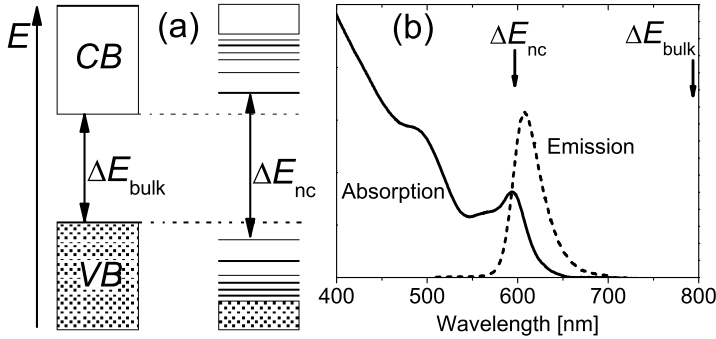 E
CB
(a)
ΔE_bulk
ΔE_nc
VB
(b)
ΔE_nc
ΔE_bulk
Emission
Absorption
400 500 600 700 800
Wavelength [nm]